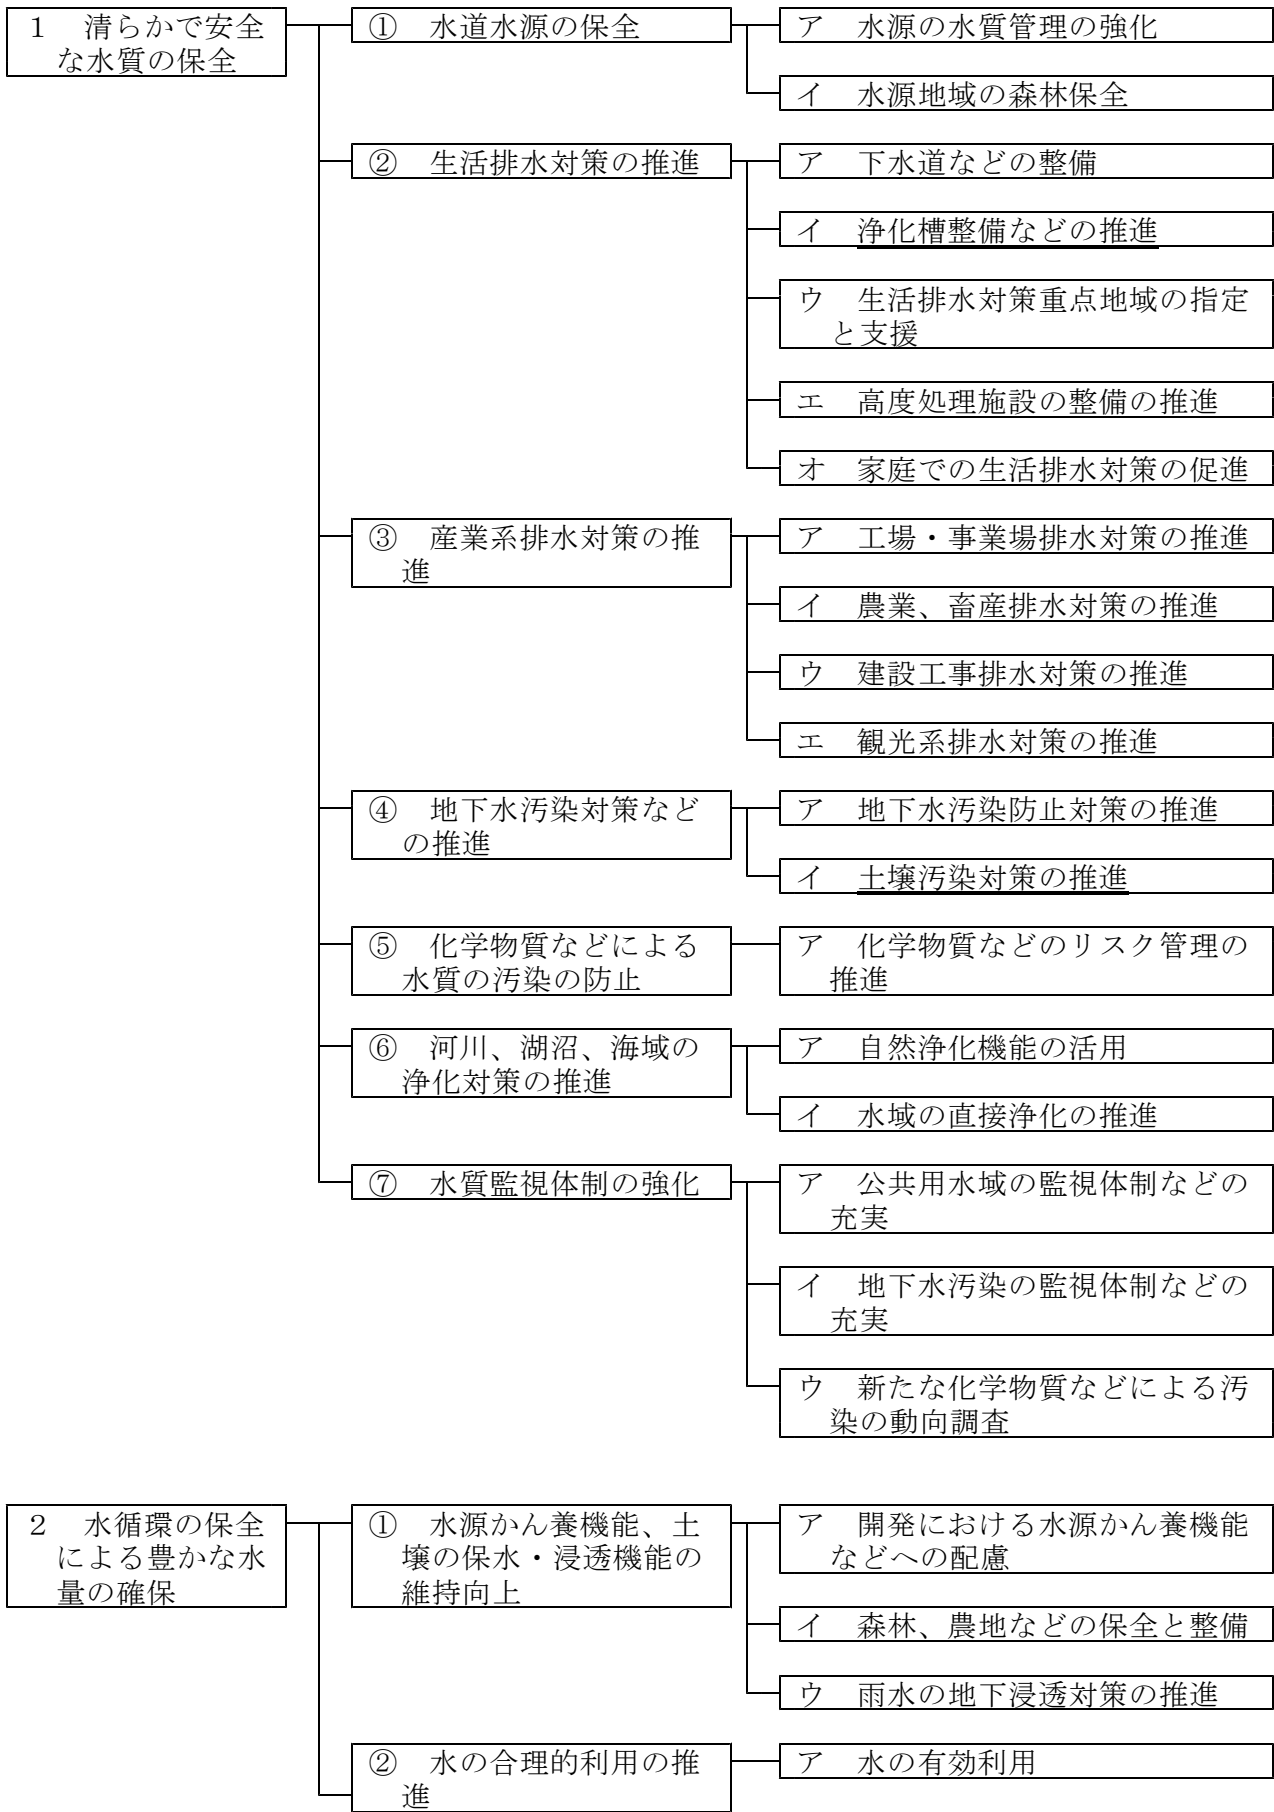 １　清らかで安全
な水質の保全
①　水道水源の保全
ア　水源の水質管理の強化
イ　水源地域の森林保全
②　生活排水対策の推進
ア　下水道などの整備
イ　浄化槽整備などの推進
ウ　生活排水対策重点地域の指定
と支援
エ　高度処理施設の整備の推進
オ　家庭での生活排水対策の促進
③　産業系排水対策の推
進
ア　工場・事業場排水対策の推進
イ　農業、畜産排水対策の推進
ウ　建設工事排水対策の推進
エ　観光系排水対策の推進
④　地下水汚染対策など
の推進
ア　地下水汚染防止対策の推進
イ　土壌汚染対策の推進
⑤　化学物質などによる
水質の汚染の防止
ア　化学物質などのリスク管理の
推進
⑥　河川、湖沼、海域の
浄化対策の推進
ア　自然浄化機能の活用
イ　水域の直接浄化の推進
⑦　水質監視体制の強化
ア　公共用水域の監視体制などの
充実
イ　地下水汚染の監視体制などの
充実
ウ　新たな化学物質などによる汚
染の動向調査
２　水循環の保全
による豊かな水
量の確保
①　水源かん養機能、土
壌の保水・浸透機能の
維持向上
ア　開発における水源かん養機能
などへの配慮
イ　森林、農地などの保全と整備
ウ　雨水の地下浸透対策の推進
②　水の合理的利用の推
進
ア　水の有効利用